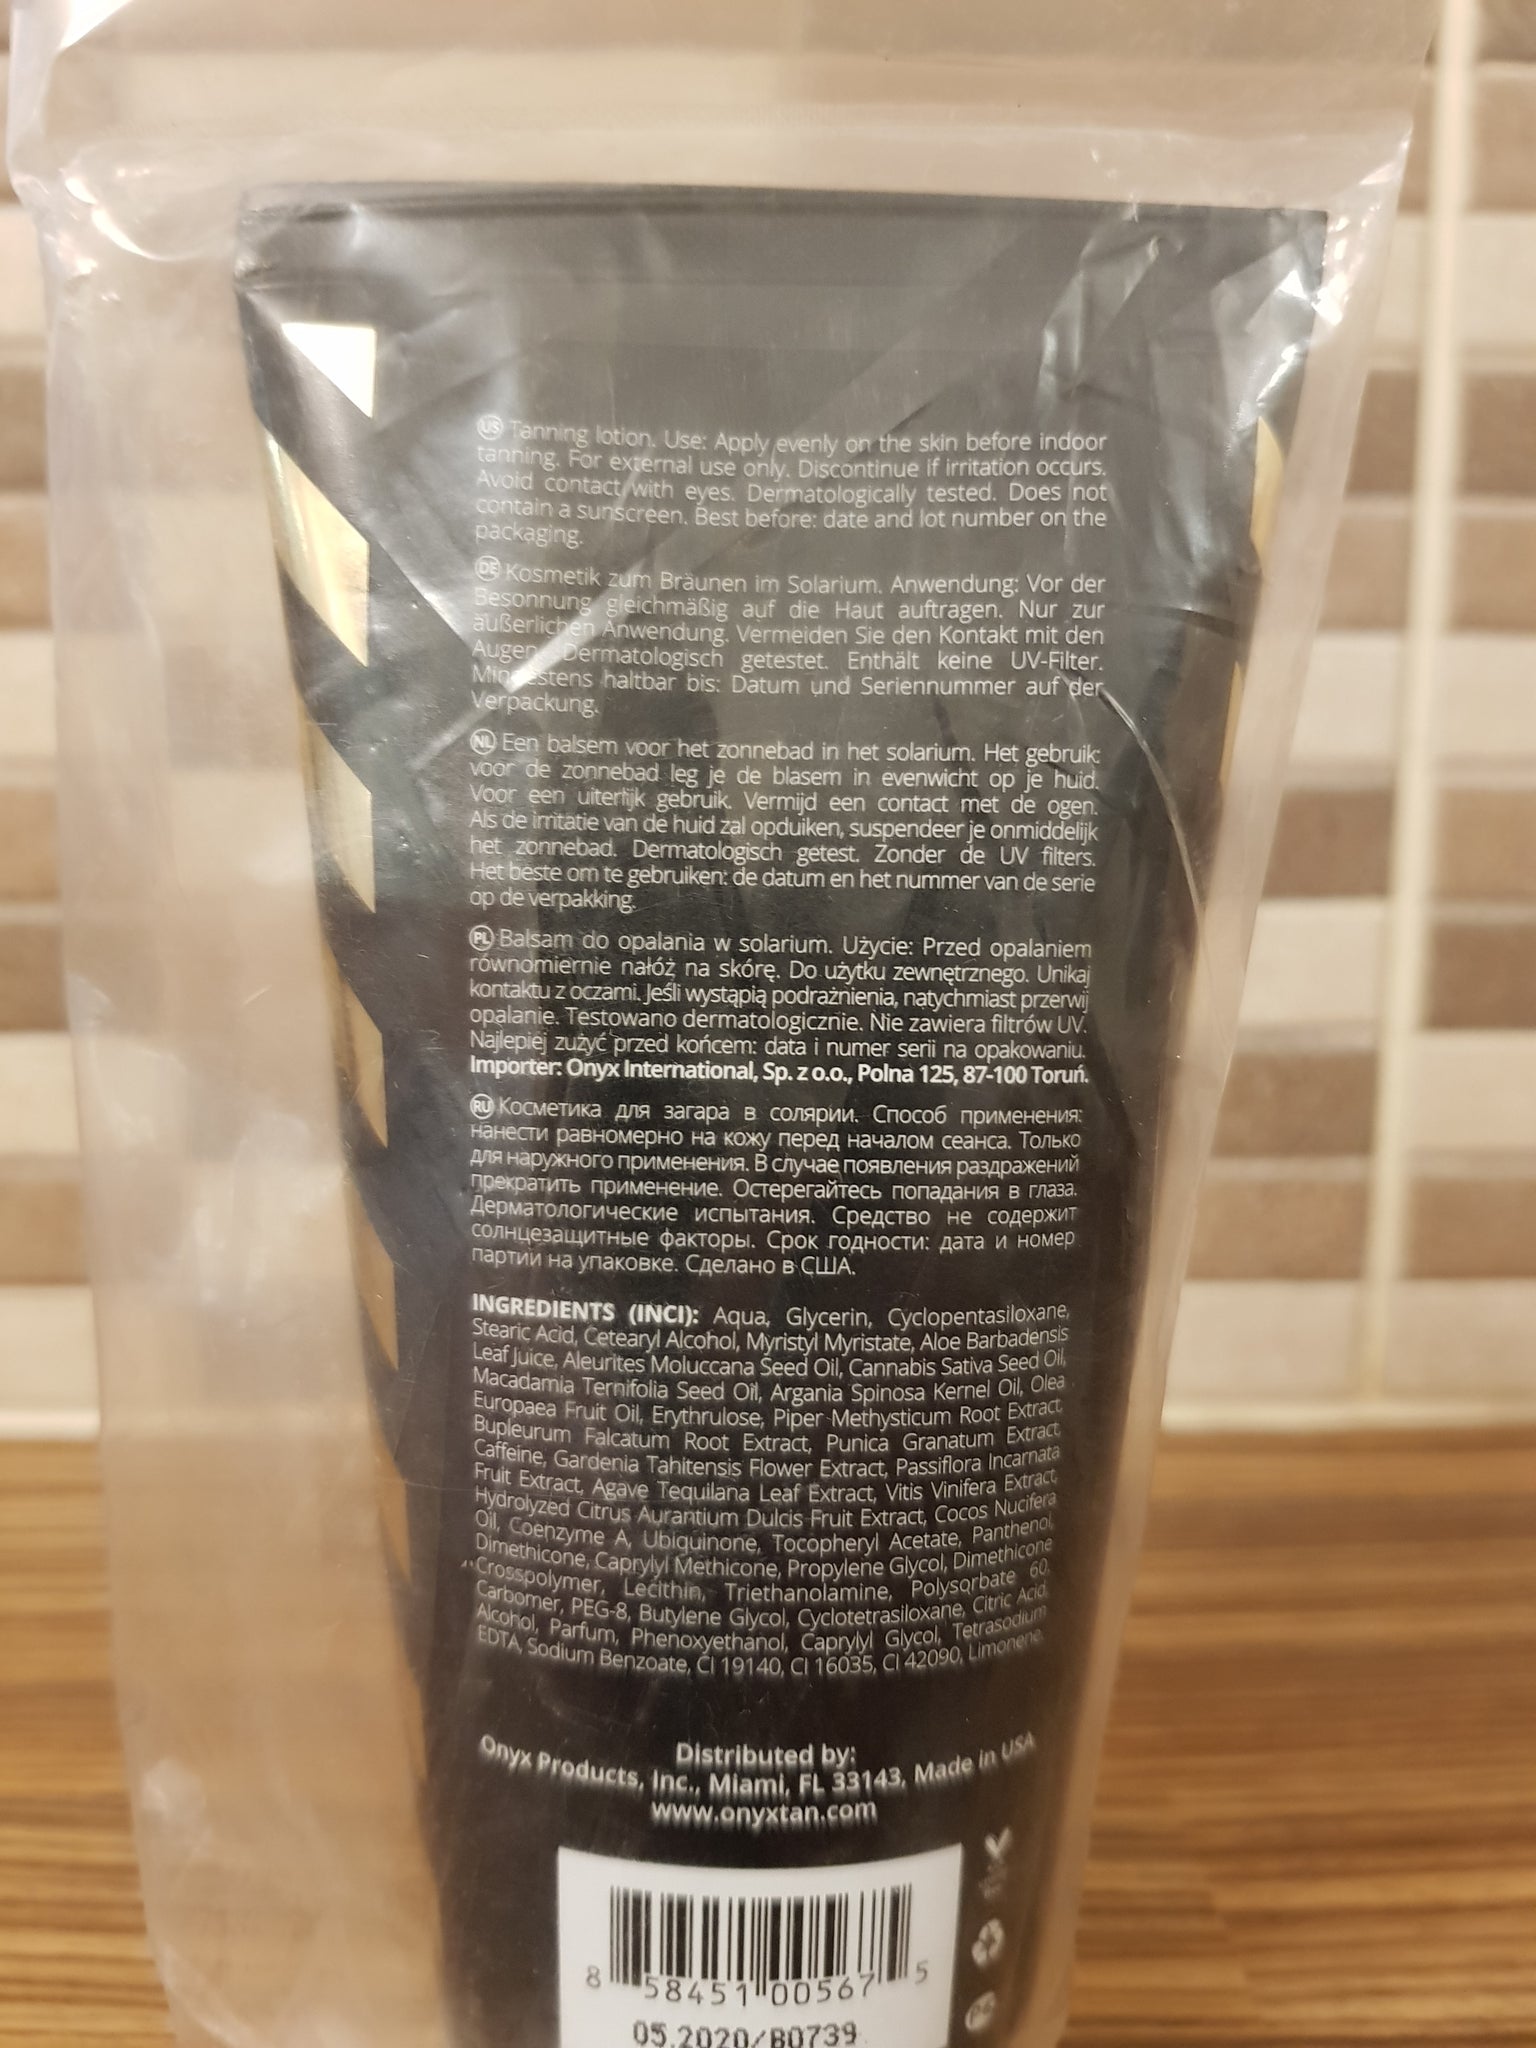 US Tanning lotion. Use: Apply evenly on the skin before indoor
tanning. For external use only. Discontinue if irritation occurs.
Avoid contact with eyes. Dermatologically tested. Does not
contain a sunscreen. Best before: date and lot number on the
packaging.
DE Kosmetik zum Bräunen im Solarium. Anwendung: Vor der
Besonnung gleichmäßig auf die Haut auftragen. Nur zur
äußerlichen Anwendung. Vermeiden Sie den Kontakt mit den
Augen. Dermatologisch getestet. Enthält keine UV-Filter.
Mindestens haltbar bis: Datum und Seriennummer auf der
Verpackung.
NL Een balsem voor het zonnebad in het solarium. Het gebruik:
voor de zonnebad leg je de blasem in evenwicht op je huid.
Voor een uiterlijk gebruik. Vermijd een contact met de ogen.
Als de irritatie van de huid zal opduiken, suspendeer je onmiddelijk
het zonnebad. Dermatologisch getest. Zonder de UV filters.
Het beste om te gebruiken: de datum en het nummer van de serie
op de verpakking.
PL Balsam do opalania w solarium. Użycie: Przed opalaniem
równomiernie nałóż na skórę. Do użytku zewnętrznego. Unikaj
kontaktu z oczami. Jeśli wystąpią podrażnienia, natychmiast przerwij
opalanie. Testowano dermatologicznie. Nie zawiera filtrów UV.
Najlepiej zużyć przed końcem: data i numer serii na opakowaniu.
Importer: Onyx International, Sp. z o.o., Polna 125, 87-100 Toruń.
RU Косметика для загара в солярии. Способ применения:
нанести равномерно на кожу перед началом сеанса. Только
для наружного применения. В случае появления раздражений
прекратить применение. Остерегайтесь попадания в глаза.
Дерматологические испытания. Средство не содержит
солнцезащитные факторы. Срок годности: дата и номер
партии на упаковке. Сделано в США.
INGREDIENTS (INCI): Aqua, Glycerin, Cyclopentasiloxane,
Stearic Acid, Cetearyl Alcohol, Myristyl Myristate, Aloe Barbadensis
Leaf Juice, Aleurites Moluccana Seed Oil, Cannabis Sativa Seed Oil,
Macadamia Ternifolia Seed Oil, Argania Spinosa Kernel Oil, Olea
Europaea Fruit Oil, Erythrulose, Piper Methysticum Root Extract,
Bupleurum Falcatum Root Extract, Punica Granatum Extract,
Caffeine, Gardenia Tahitensis Flower Extract, Passiflora Incarnata
Fruit Extract, Agave Tequilana Leaf Extract, Vitis Vinifera Extract,
Hydrolyzed Citrus Aurantium Dulcis Fruit Extract, Cocos Nucifera
Oil, Coenzyme A, Ubiquinone, Tocopheryl Acetate, Panthenol,
Dimethicone, Caprylyl Methicone, Propylene Glycol, Dimethicone
Crosspolymer, Lecithin, Triethanolamine, Polysorbate 60,
Carbomer, PEG-8, Butylene Glycol, Cyclotetrasiloxane, Citric Acid,
Alcohol, Parfum, Phenoxyethanol, Caprylyl Glycol, Tetrasodium
EDTA, Sodium Benzoate, CI 19140, CI 16035, CI 42090, Limonene.
Distributed by:
Onyx Products, Inc., Miami, FL 33143, Made in USA
www.onyxtan.com
8 58451 00567 5
05.2020/B0739